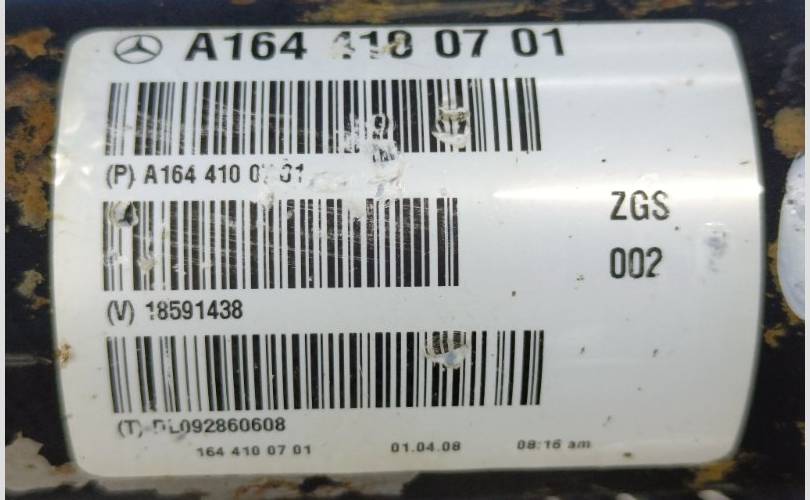 A164 410 07 01
(P) A164 410 07 01
ZGS
002
(V) 18591438
(T) DL092860608
164 410 07 01 01.04.08 08:16 am